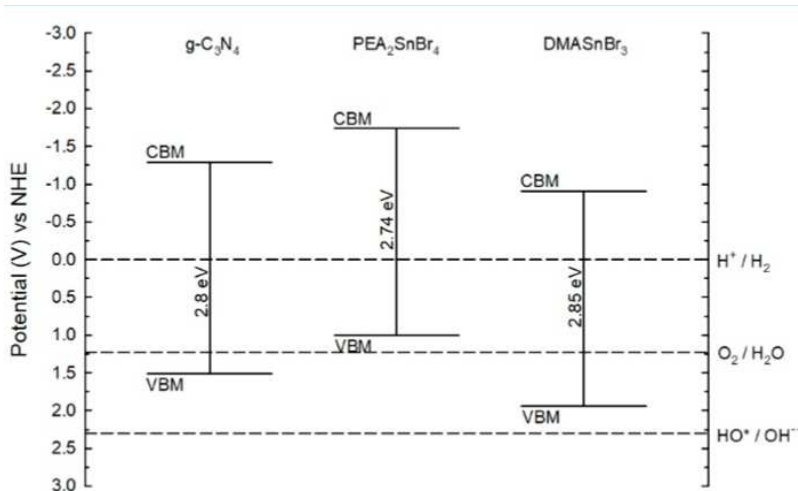 g-C₃N₄
PEA₂SnBr₄
DMASnBr₃
Potential (V) vs NHE
-3.0
-2.5
-2.0
-1.5
-1.0
-0.5
0.0
0.5
1.0
1.5
2.0
2.5
3.0
CBM
2.8 eV
VBM
CBM
2.74 eV
VBM
CBM
2.85 eV
VBM
H⁺ / H₂
O₂ / H₂O
HO* / OH⁻